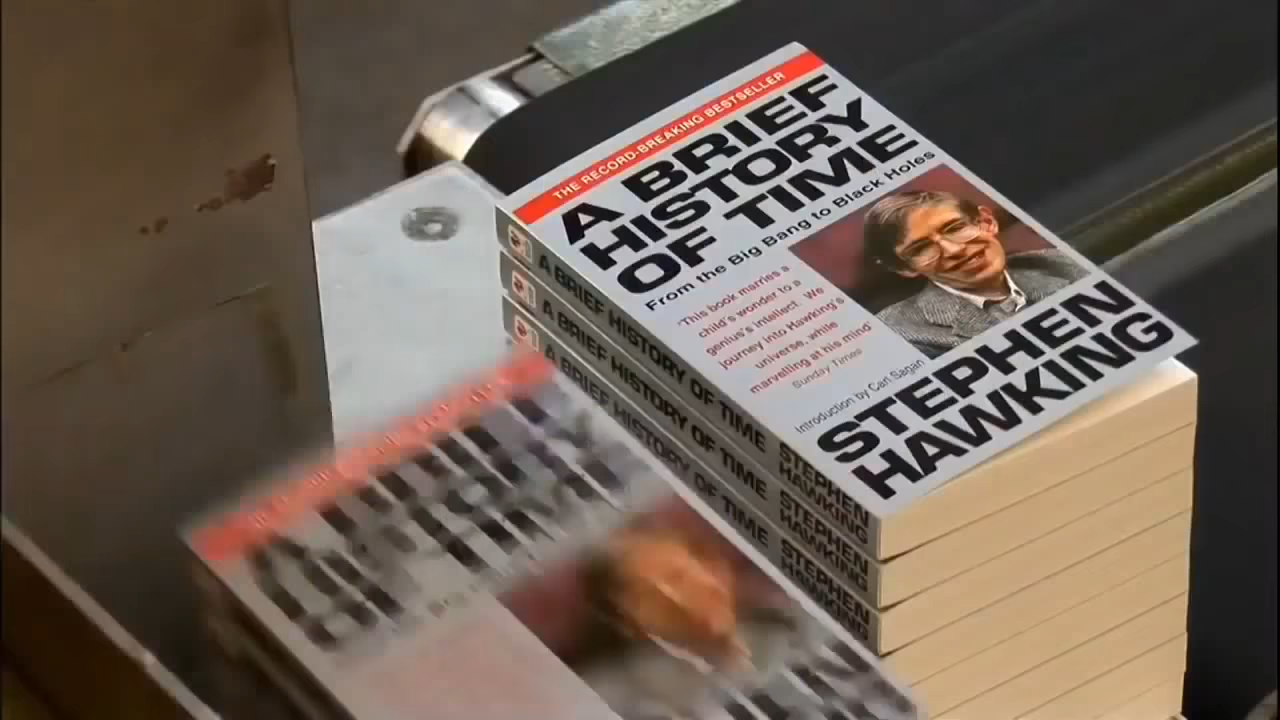 THE RECORD-BREAKING BESTSELLER
A BRIEF
HISTORY
OF TIME
From the Big Bang to Black Holes
'This book marries a
child's wonder to a
genius's intellect. We
journey into Hawking's
universe, while
marvelling at his mind'
Sunday Times
Introduction by Carl Sagan
STEPHEN
HAWKING
A BRIEF HISTORY OF TIME
STEPHEN
HAWKING
A BRIEF HISTORY OF TIME
STEPHEN
HAWKING
A BRIEF HISTORY OF TIME
STEPHEN
HAWKING